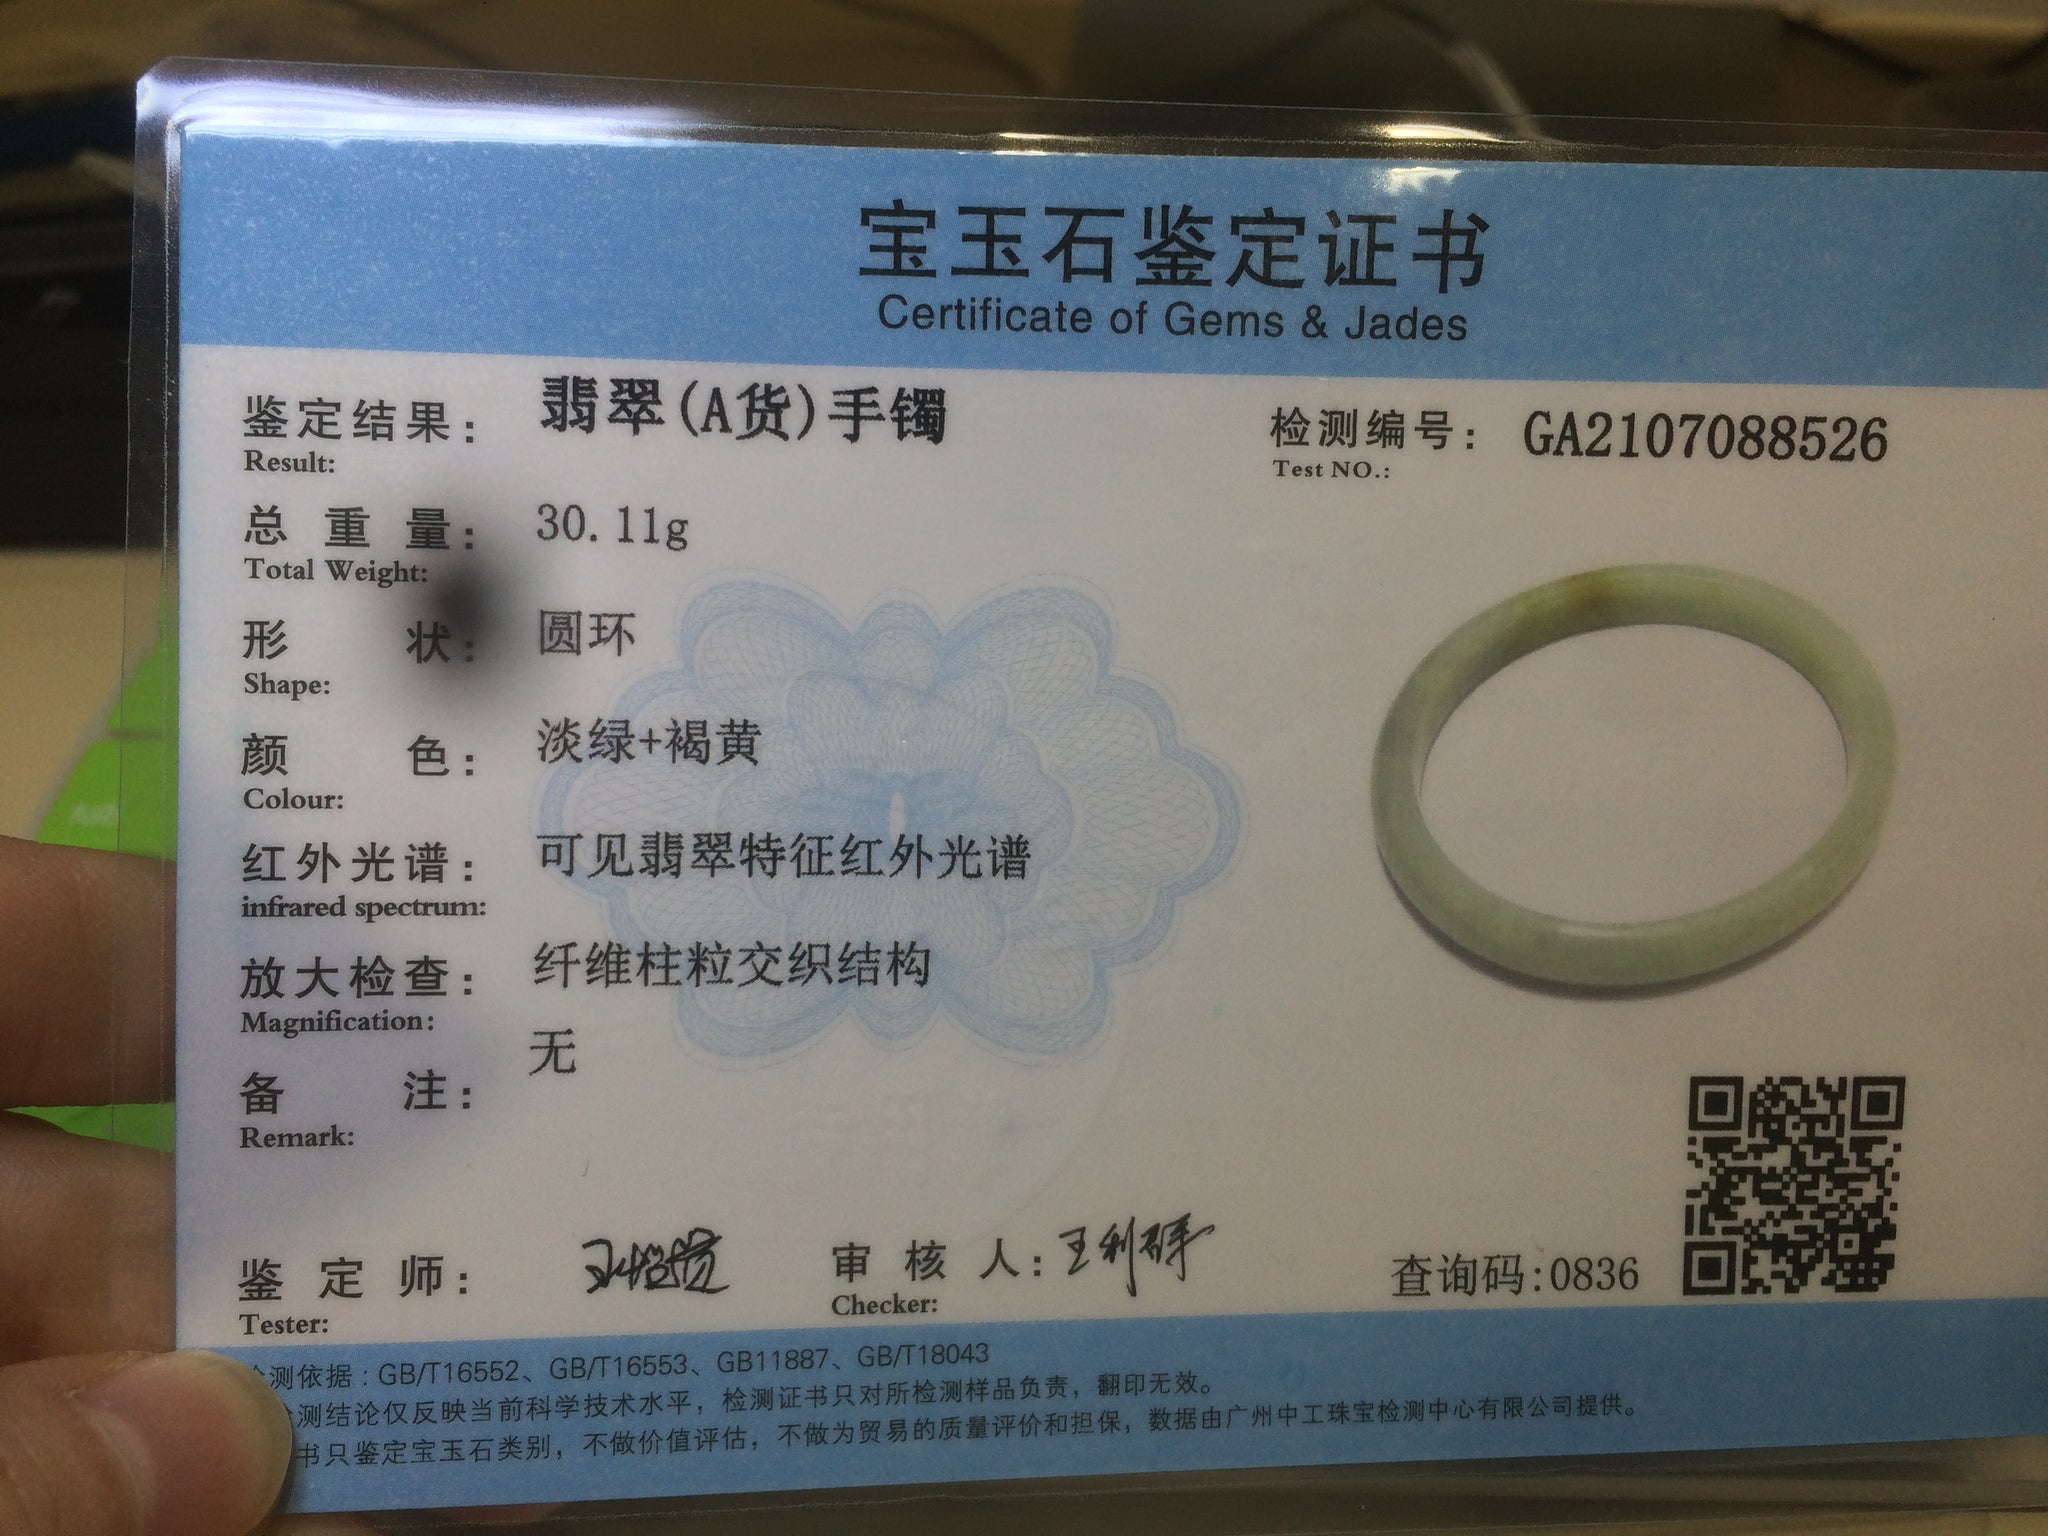 宝玉石鉴定证书
Certificate of Gems & Jades
鉴定结果: 翡翠(A货)手镯
Result:
检测编号: GA2107088526
Test NO.:
总重量: 30.11g
Total Weight:
形状: 圆环
Shape:
颜色: 淡绿+褐黄
Colour:
红外光谱: 可见翡翠特征红外光谱
infrared spectrum:
放大检查: 纤维柱粒交织结构
Magnification:
备注: 无
Remark:
鉴定师:
Tester:
审核人:
Checker:
查询码:0836
测依据：GB/T16552、GB/T16553、GB11887、GB/T18043
测结论仅反映当前科学技术水平，检测证书只对所检测样品负责，翻印无效。
书只鉴定宝玉石类别，不做价值评估，不做为贸易的质量评价和担保，数据由广州中工珠宝检测中心有限公司提供。